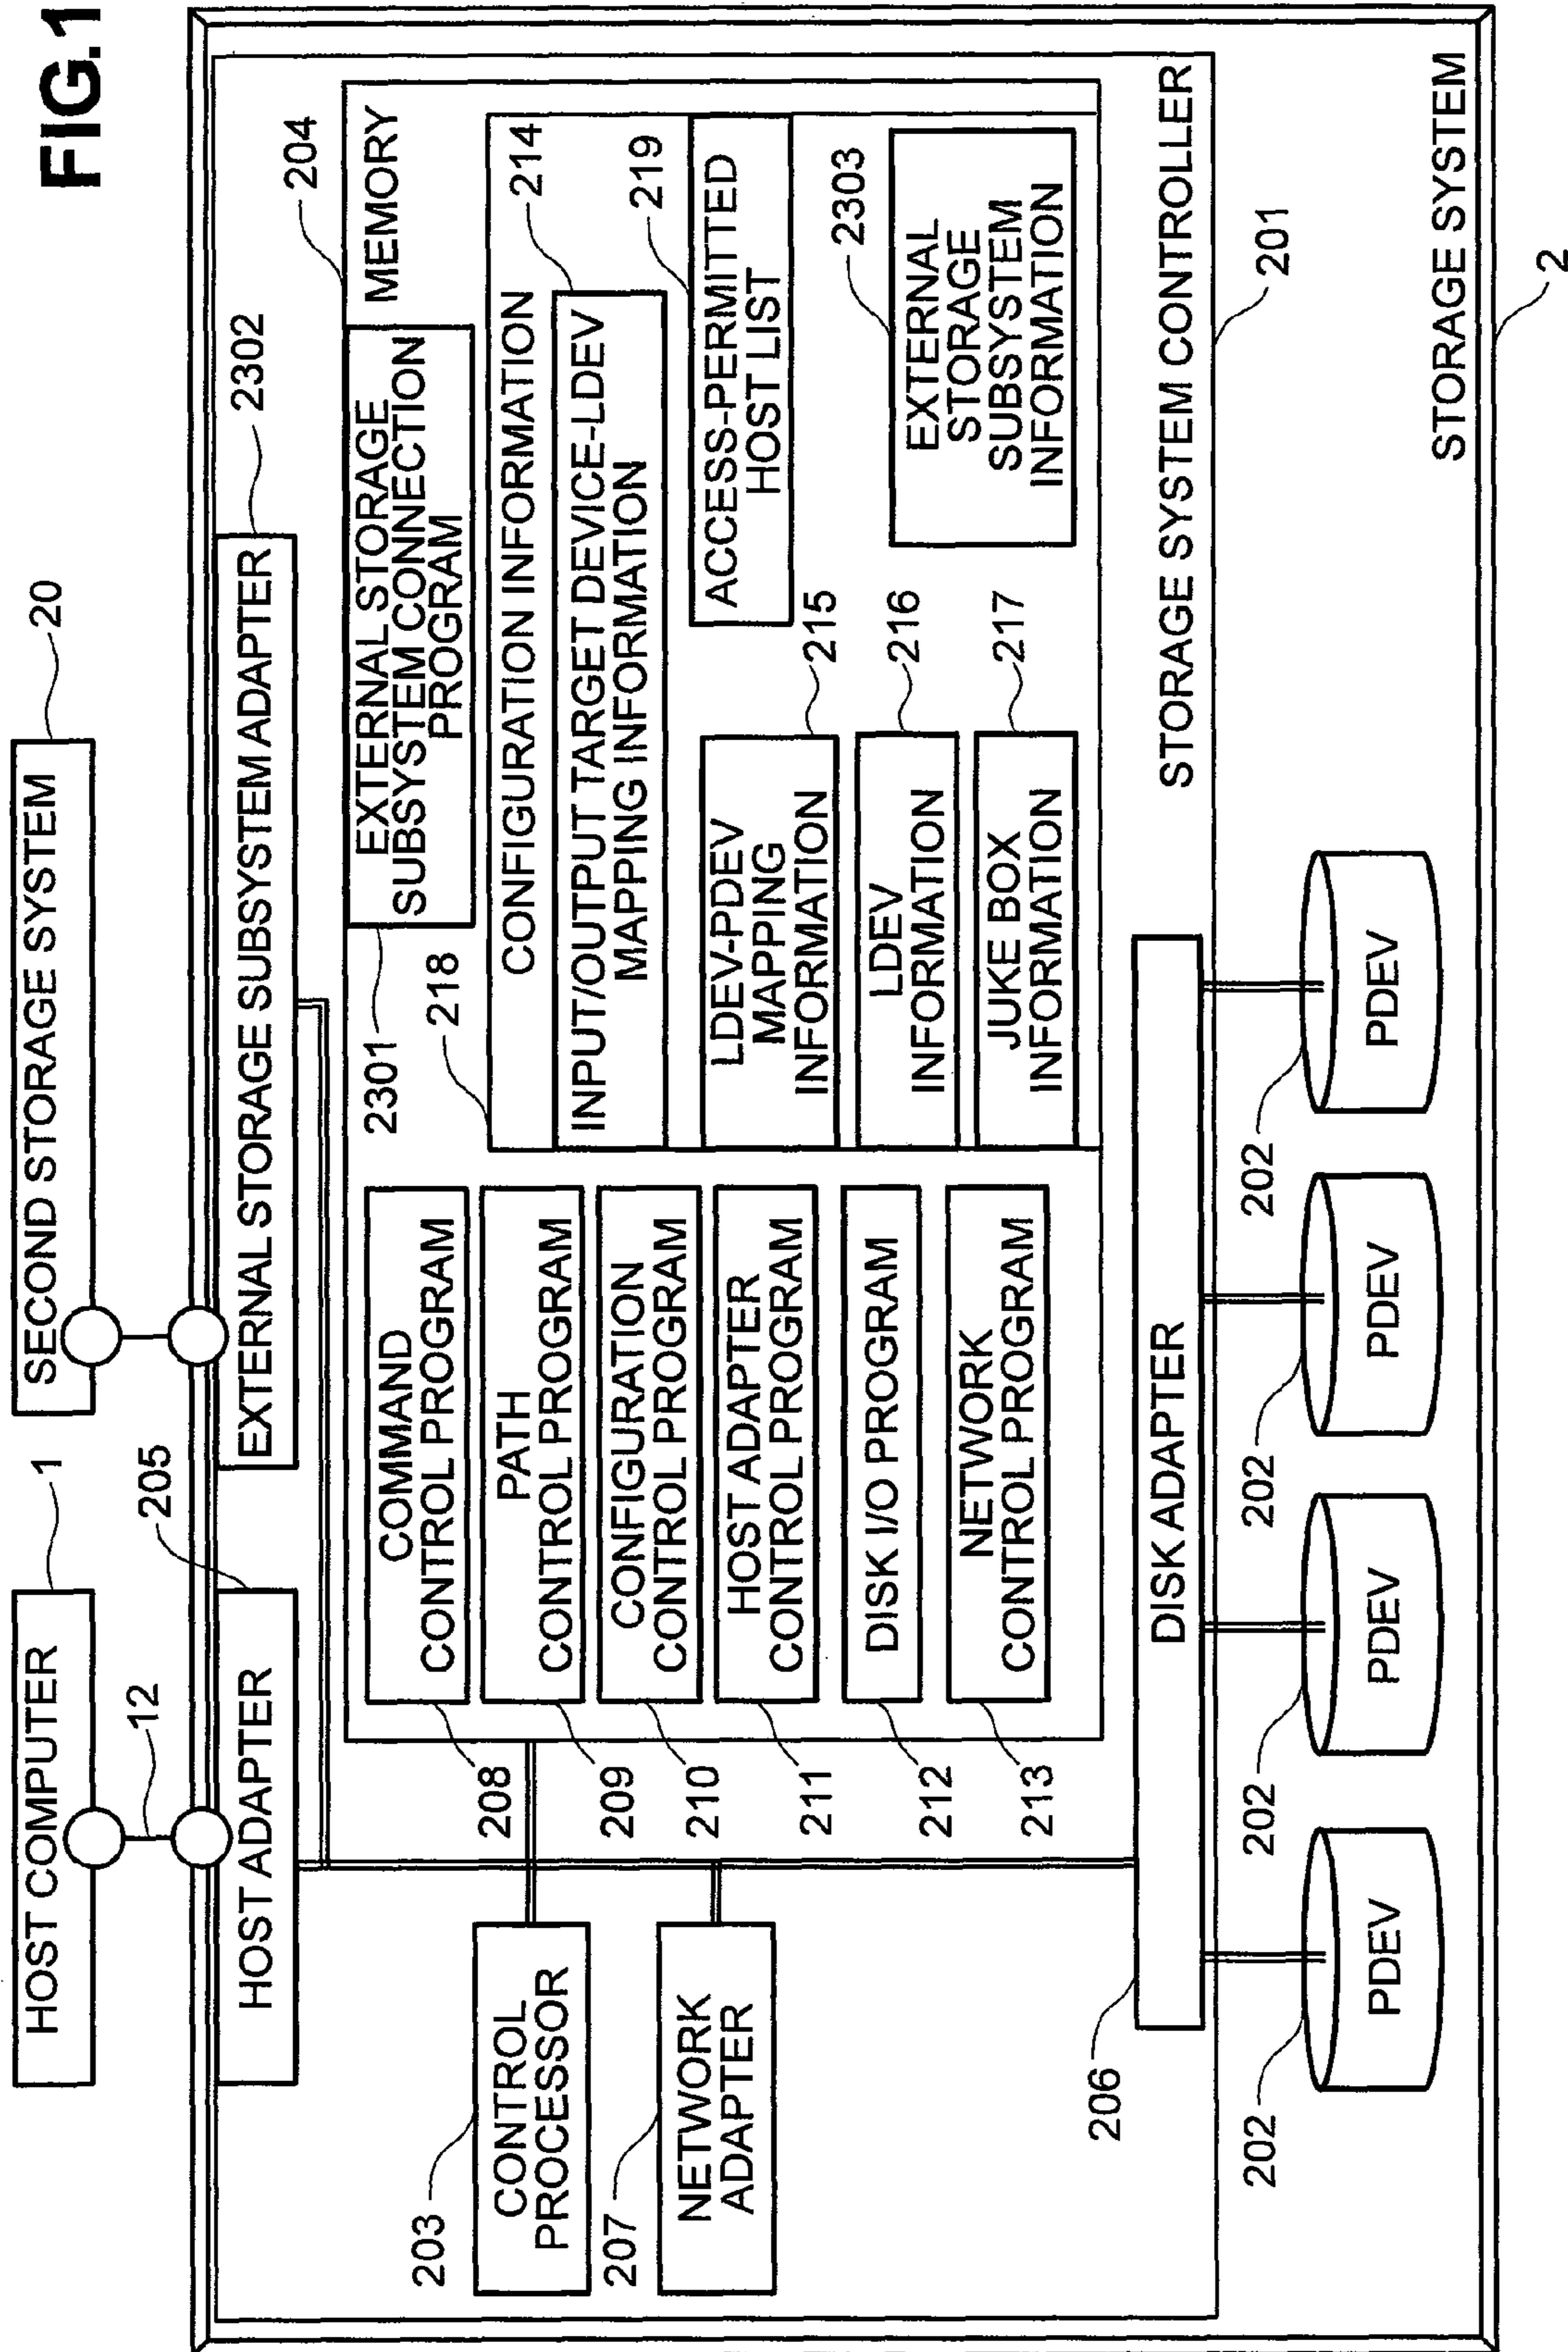 FIG.1
HOST COMPUTER
1
SECOND STORAGE SYSTEM
20
12
205
HOST ADAPTER
EXTERNAL STORAGE SUBSYSTEM ADAPTER
2302
204
MEMORY
2301
EXTERNAL STORAGE
SUBSYSTEM CONNECTION
PROGRAM
203
CONTROL
PROCESSOR
207
NETWORK
ADAPTER
208
COMMAND
CONTROL PROGRAM
209
PATH
CONTROL PROGRAM
210
CONFIGURATION
CONTROL PROGRAM
211
HOST ADAPTER
CONTROL PROGRAM
212
DISK I/O PROGRAM
213
NETWORK
CONTROL PROGRAM
218
CONFIGURATION INFORMATION
214
INPUT/OUTPUT TARGET DEVICE-LDEV
MAPPING INFORMATION
215
LDEV-PDEV
MAPPING
INFORMATION
219
ACCESS-PERMITTED
HOST LIST
216
LDEV
INFORMATION
217
JUKE BOX
INFORMATION
2303
EXTERNAL
STORAGE
SUBSYSTEM
INFORMATION
206
DISK ADAPTER
STORAGE SYSTEM CONTROLLER
201
202
PDEV
202
PDEV
202
PDEV
202
PDEV
STORAGE SYSTEM
2